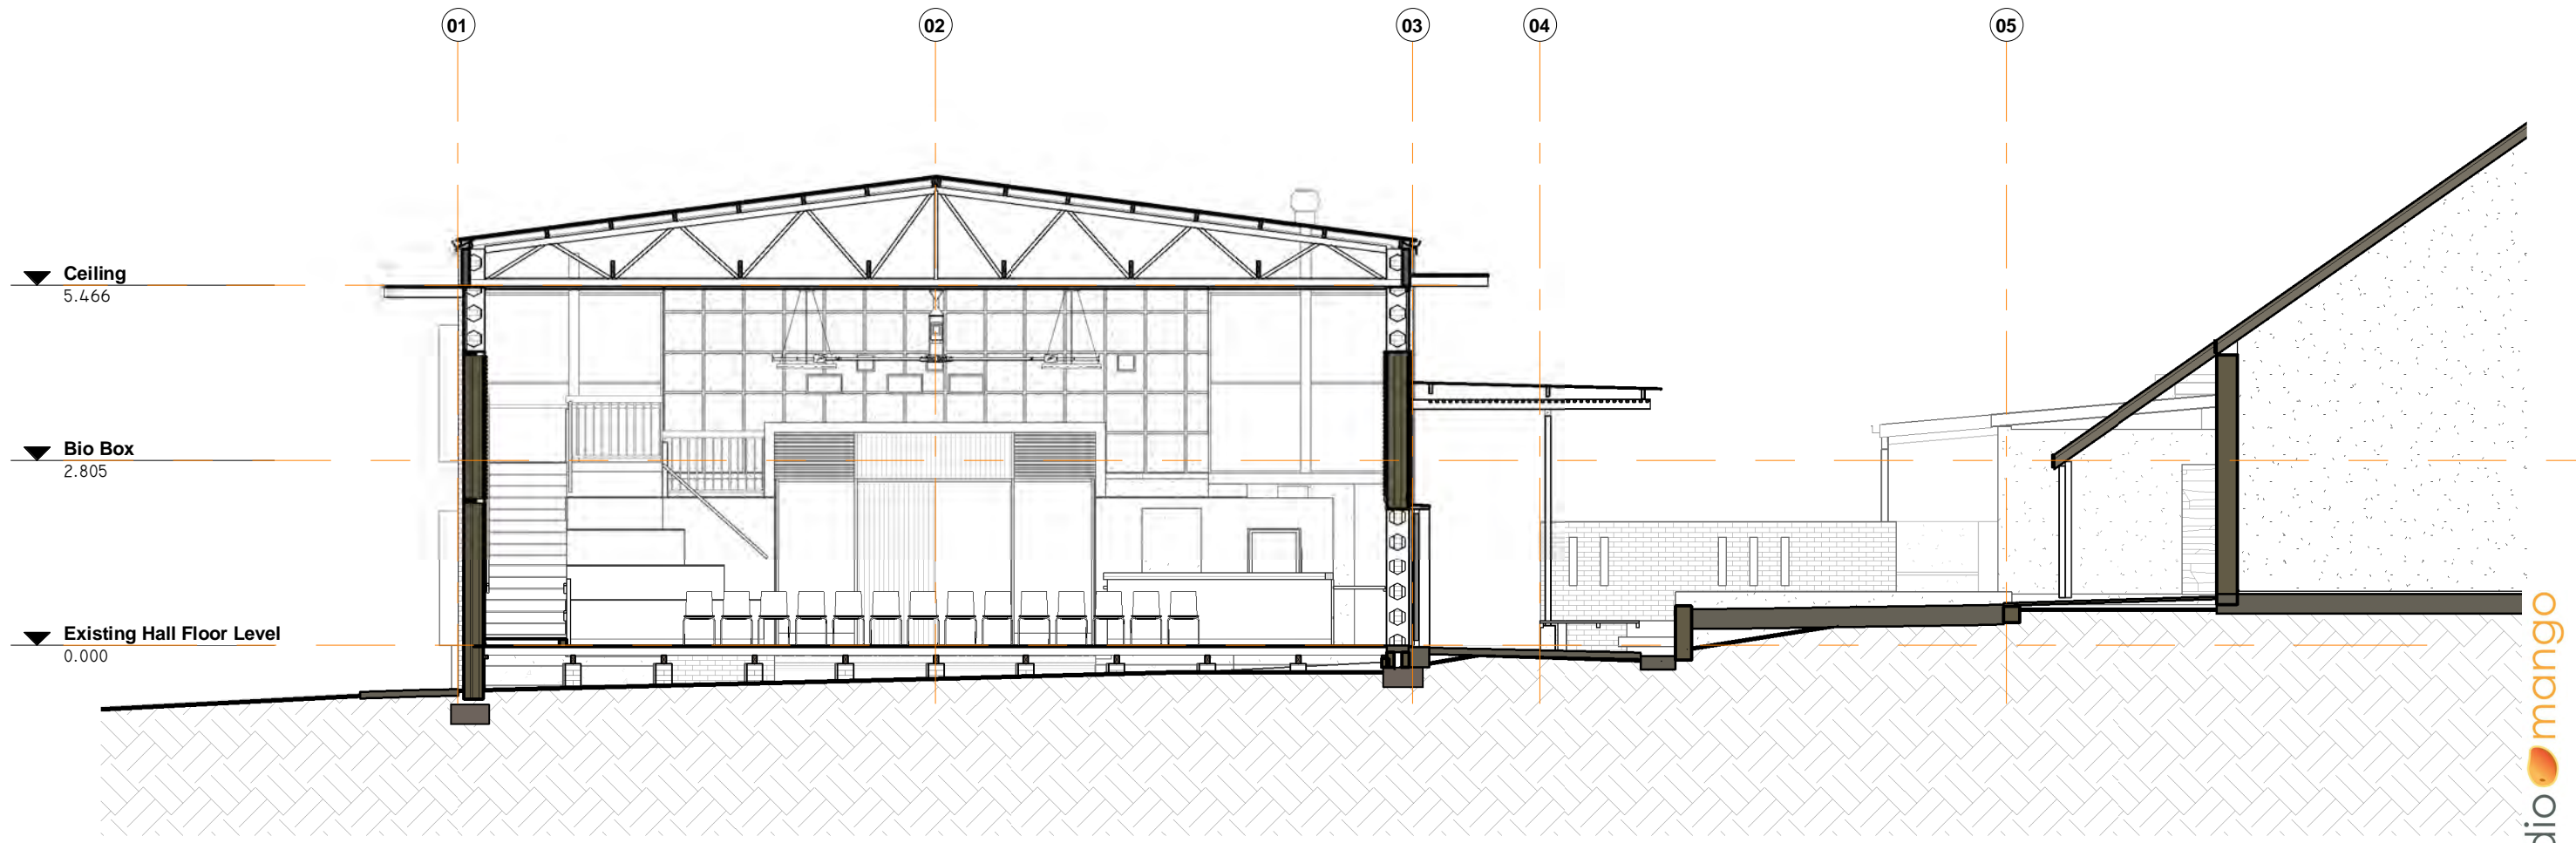 01 02 03 04 05
Ceiling
5.466
Bio Box
2.805
Existing Hall Floor Level
0.000
dio mango